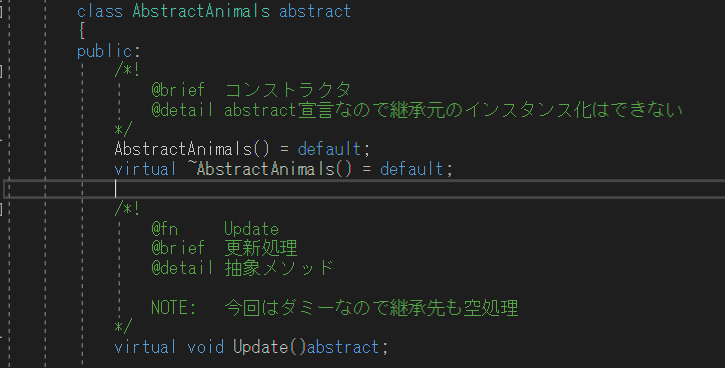 class AbstractAnimals abstract
{
public:
/*!
@brief コンストラクタ
@detail abstract宣言なので継承元のインスタンス化はできない
*/
AbstractAnimals() = default;
virtual ~AbstractAnimals() = default;
/*!
@fn Update
@brief 更新処理
@detail 抽象メソッド
NOTE: 今回はダミーなので継承先も空処理
*/
virtual void Update()abstract;